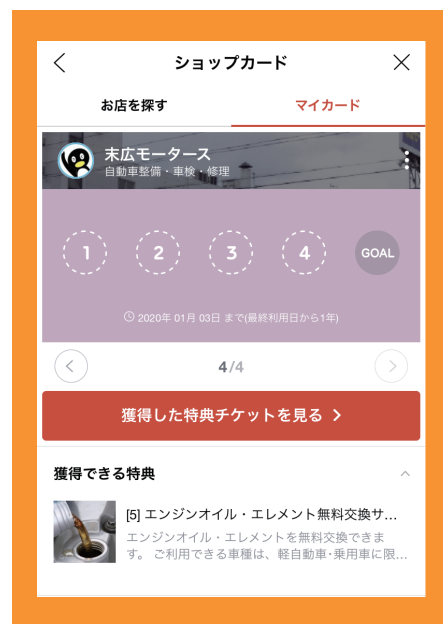 ショップカード
お店を探す
マイカード
末広モータース
自動車整備・車検・修理
1
2
3
4
GOAL
2020年 01月 03日 まで(最終利用日から1年)
4/4
獲得した特典チケットを見る
獲得できる特典
[5] エンジンオイル・エレメント無料交換サ...
エンジンオイル・エレメントを無料交換できま
す。 ご利用できる車種は、軽自動車･乗用車に限...